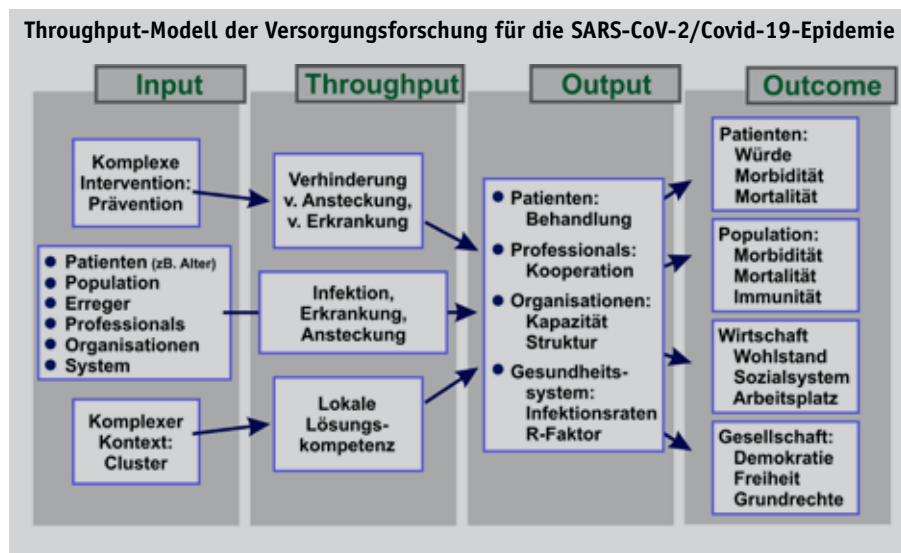 Throughput-Modell der Versorgungsforschung für die SARS-CoV-2/Covid-19-Epidemie
Input
Komplexe
Intervention:
Prävention
● Patienten (zB. Alter)
● Population
● Erreger
● Professionals
● Organisationen
● System
Komplexer
Kontext:
Cluster
Throughput
Verhinderung
v. Ansteckung,
v. Erkrankung
Infektion,
Erkrankung,
Ansteckung
Lokale
Lösungs-
kompetenz
Output
● Patienten:
Behandlung
● Professionals:
Kooperation
● Organisationen:
Kapazität
Struktur
● Gesundheits-
system:
Infektionsraten
R-Faktor
Outcome
Patienten:
Würde
Morbidität
Mortalität
Population:
Morbidität
Mortalität
Immunität
Wirtschaft
Wohlstand
Sozialsystem
Arbeitsplatz
Gesellschaft:
Demokratie
Freiheit
Grundrechte